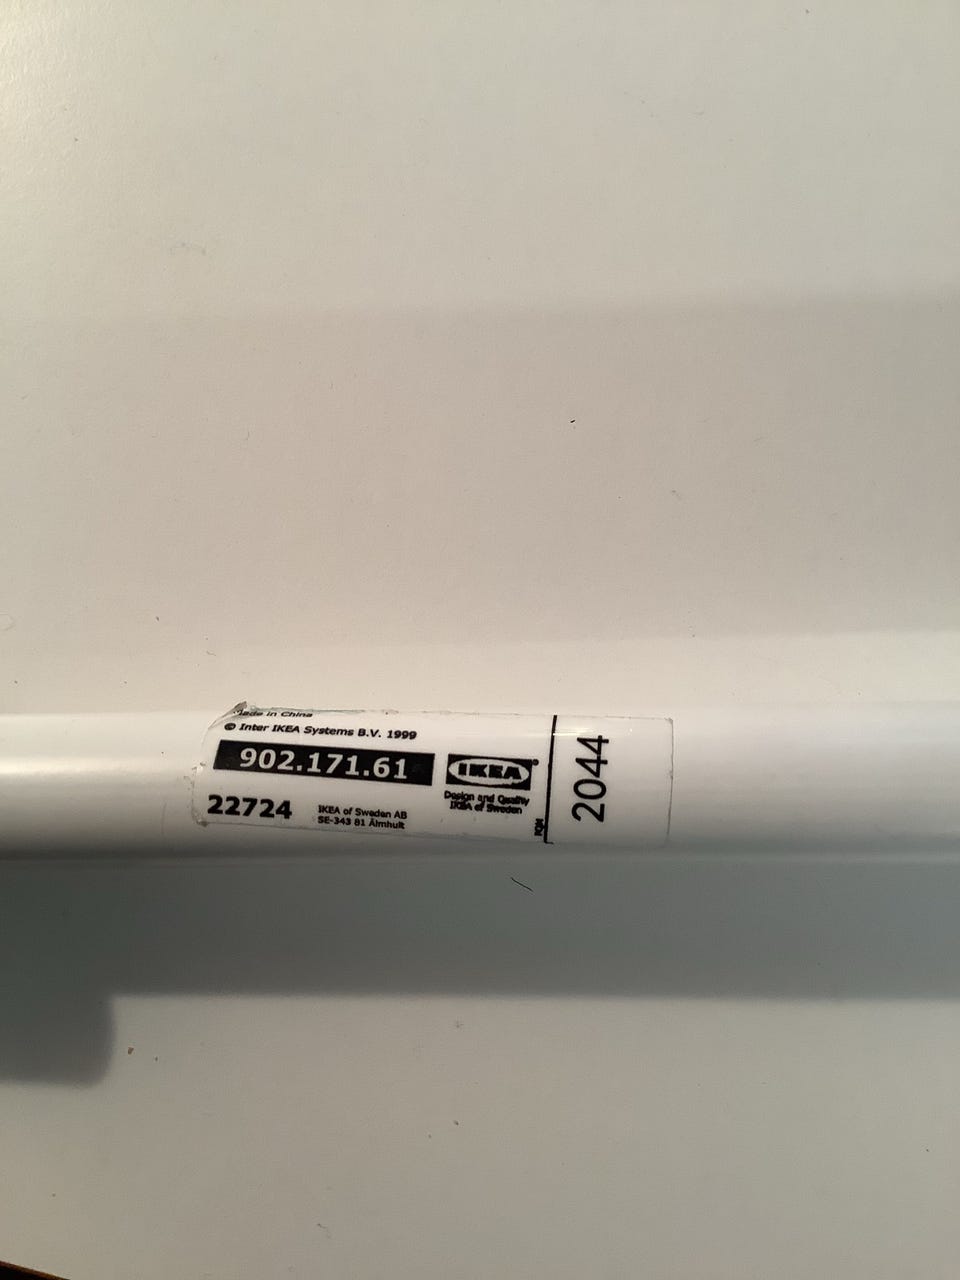 Made in China
© Inter IKEA Systems B.V. 1999
902.171.61
22724
IKEA of Sweden AB
SE-343 81 Älmhult
IKEA®
Design and Quality
IKEA of Sweden
PQM
2044